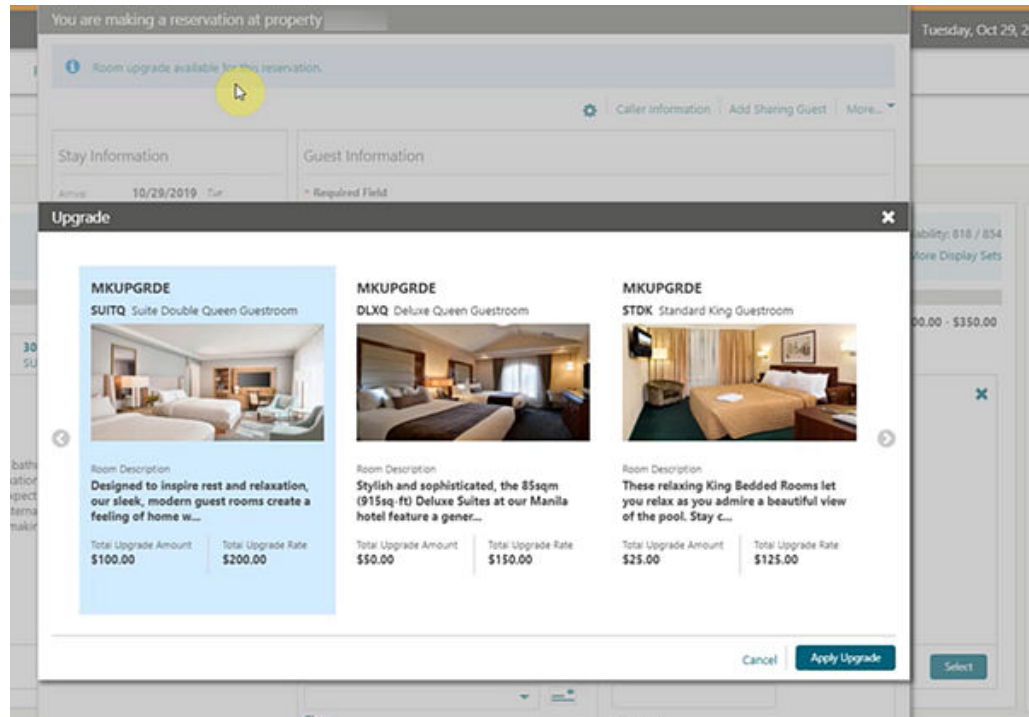 You are making a reservation at property
Tuesday, Oct 29, 2
Room upgrade available for this reservation.
Caller Information Add Sharing Guest More...
Stay Information
Guest Information
Arrival 10/29/2019 Tue
* Required Field
Upgrade
lability: 818 / 854
More Display Sets
00.00 - $350.00
30
SU
MKUPGRDE
SUITQ Suite Double Queen Guestroom
Room Description
Designed to inspire rest and relaxation,
our sleek, modern guest rooms create a
feeling of home w...
Total Upgrade Amount Total Upgrade Rate
$100.00 $200.00
MKUPGRDE
DLXQ Deluxe Queen Guestroom
Room Description
Stylish and sophisticated, the 85sqm
(915sq-ft) Deluxe Suites at our Manila
hotel feature a gener...
Total Upgrade Amount Total Upgrade Rate
$50.00 $150.00
MKUPGRDE
STDK Standard King Guestroom
Room Description
These relaxing King Bedded Rooms let
you relax as you admire a beautiful view
of the pool. Stay c...
Total Upgrade Amount Total Upgrade Rate
$25.00 $125.00
Cancel Apply Upgrade
Select